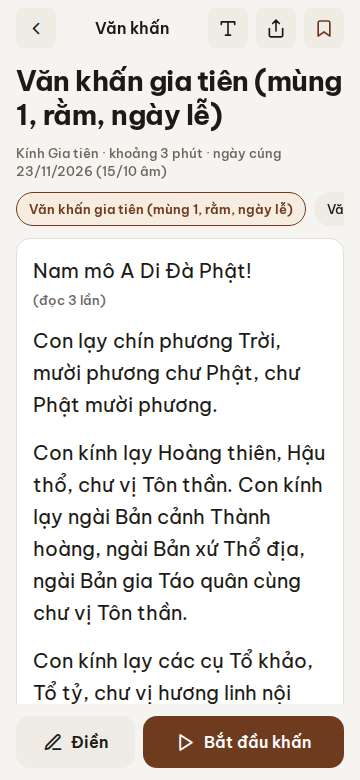 Văn khấn
Văn khấn gia tiên (mùng
1, rằm, ngày lễ)
Kính Gia tiên · khoảng 3 phút · ngày cúng
23/11/2026 (15/10 âm)
Văn khấn gia tiên (mùng 1, rằm, ngày lễ)
Vă
Nam mô A Di Đà Phật!
(đọc 3 lần)
Con lạy chín phương Trời,
mười phương chư Phật, chư
Phật mười phương.
Con kính lạy Hoàng thiên, Hậu
thổ, chư vị Tôn thần. Con kính
lạy ngài Bản cảnh Thành
hoàng, ngài Bản xứ Thổ địa,
ngài Bản gia Táo quân cùng
chư vị Tôn thần.
Con kính lạy các cụ Tổ khảo,
Tổ tỷ, chư vị hương linh nội
Điền
Bắt đầu khấn